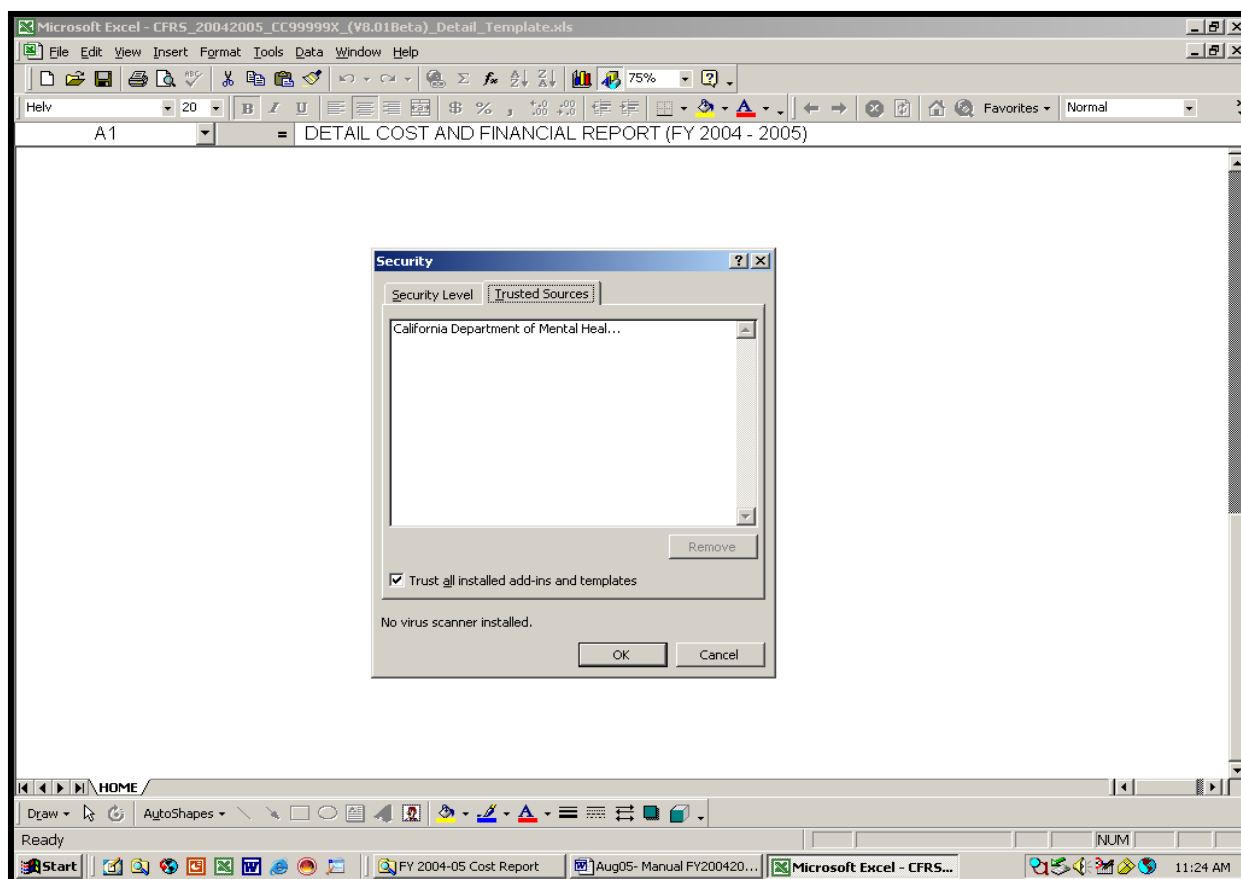 Microsoft Excel - CFRS_20042005_CC99999X_(V8.01Beta)_Detail_Template.xls
File Edit View Insert Format Tools Data Window Help
75%
Helv 20 B I U $ % , Favorites Normal
A1 = DETAIL COST AND FINANCIAL REPORT (FY 2004 - 2005)
Security
Security Level Trusted Sources
California Department of Mental Heal...
Remove
Trust all installed add-ins and templates
No virus scanner installed.
OK Cancel
HOME
Draw AutoShapes
Ready NUM
Start FY 2004-05 Cost Report Aug05- Manual FY200420... Microsoft Excel - CFRS... 11:24 AM